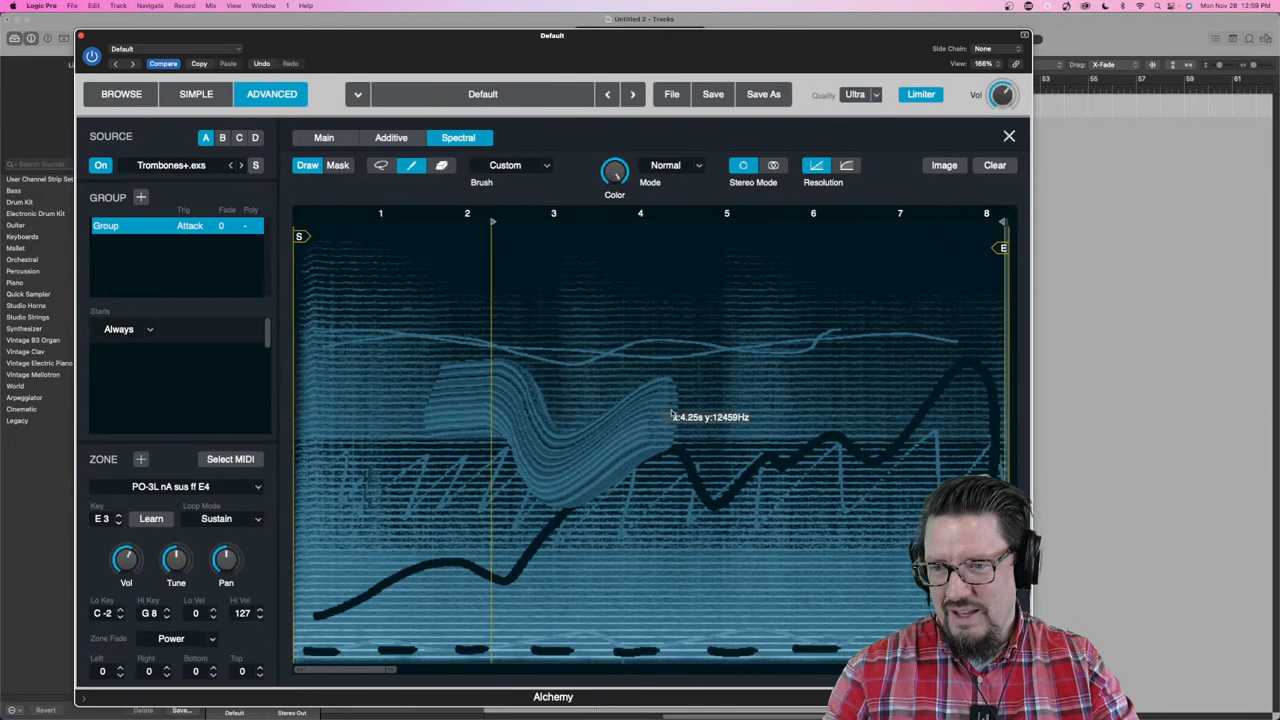 Logic Pro File Edit Track Navigate Record Mix View Window 1 Help
Mon Nov 28 12:59 PM
Untitled 2 - Tracks
Default
Default
Side Chain: None
Compare Copy Paste Undo Redo
View: 166%
Drag: X-Fade
BROWSE SIMPLE ADVANCED
Default
File Save Save As
Quality Ultra
Limiter
Vol
53 55 57 59 61
SOURCE A B C D
Main Additive Spectral
On Trombones+.exs S
Draw Mask
Custom
Brush
Color
Normal
Mode
Stereo Mode
Resolution
Image Clear
Search Sounds
User Channel Strip Set
Bass
Drum Kit
Electronic Drum Kit
Guitar
Keyboards
Mallet
Orchestral
Percussion
Piano
Quick Sampler
Studio Horns
Studio Strings
Synthesizer
Vintage B3 Organ
Vintage Clav
Vintage Electric Piano
Vintage Mellotron
World
Arpeggiator
Cinematic
Legacy
GROUP +
Trig Fade Poly
Group Attack 0 -
Starts
Always
1 2 3 4 5 6 7 8
S
E
x:4.25s y:12459Hz
ZONE + Select MIDI
PO-3L nA sus ff E4
Key Loop Mode
E 3 Learn Sustain
Vol Tune Pan
Lo Key Hi Key Lo Vel Hi Vel
C -2 G 8 0 127
Zone Fade Power
Left Right Bottom Top
0 0 0 0
Alchemy
Revert Delete Save...
Default Stereo Out